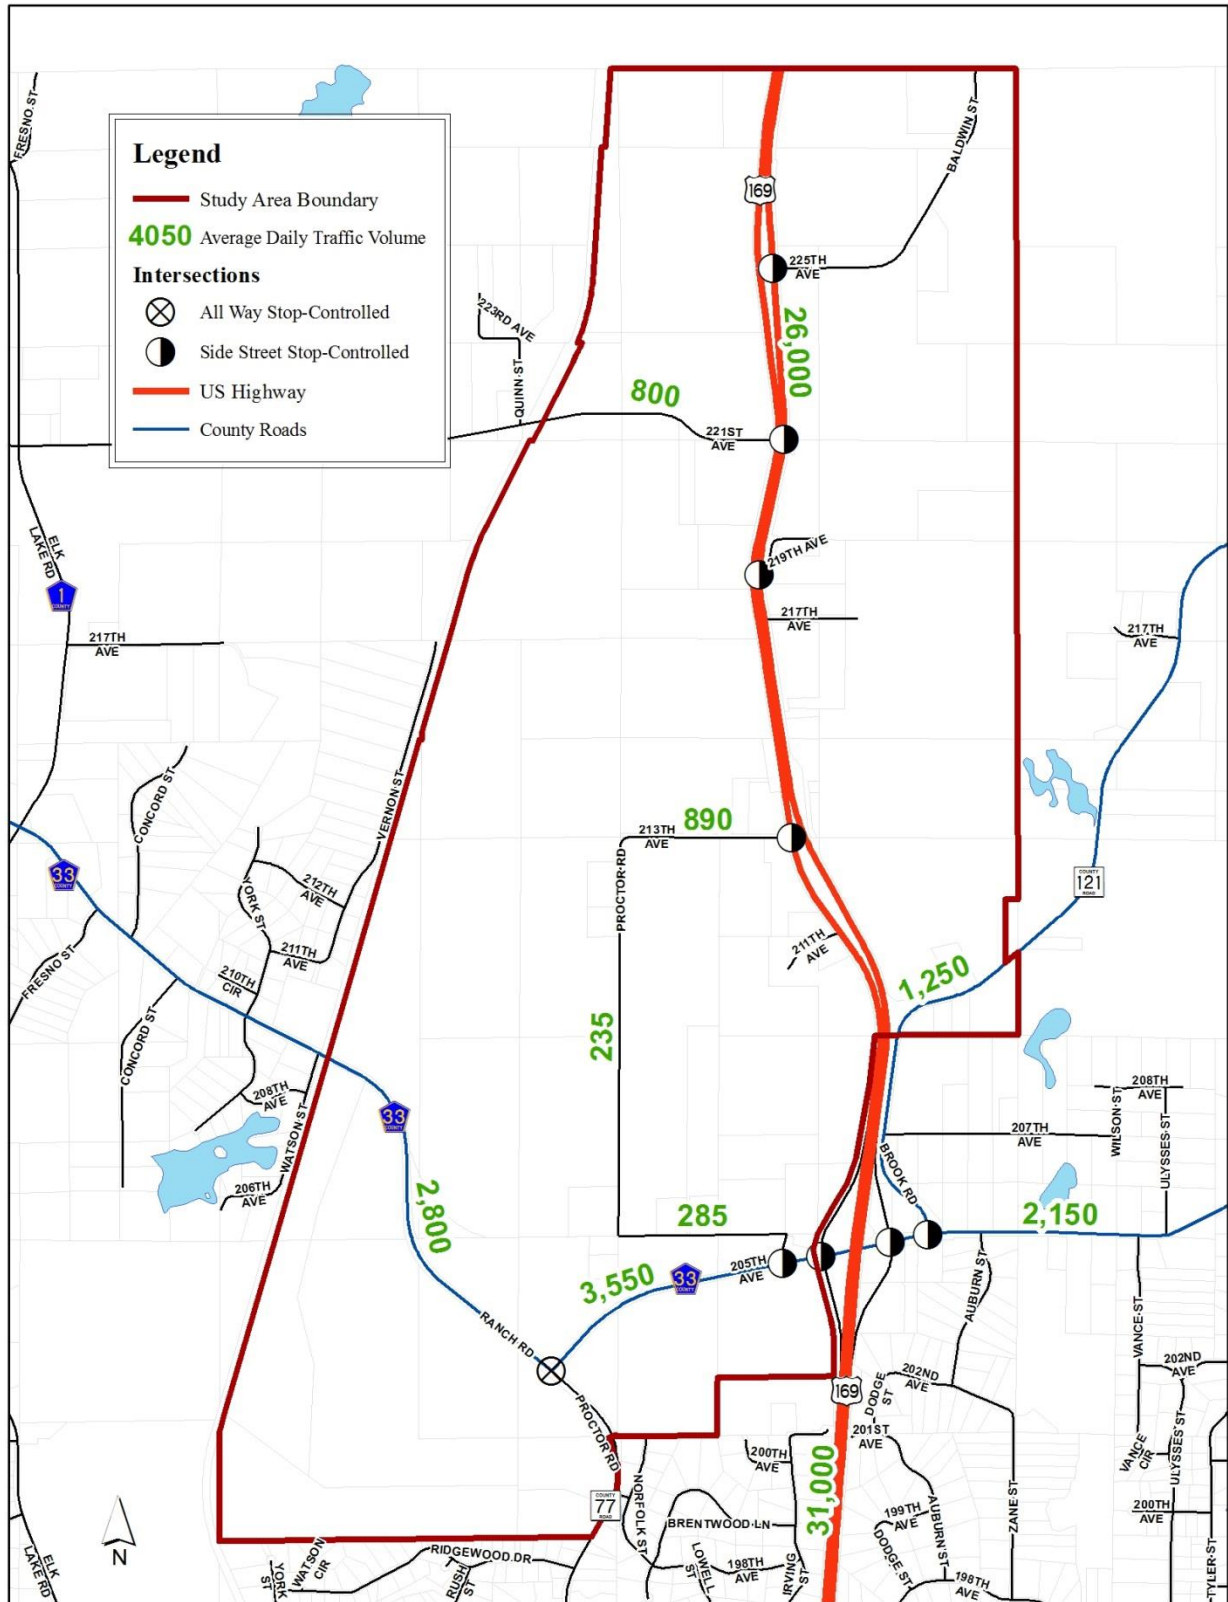 FRESNO ST
BALDWIN ST
Legend
Study Area Boundary
4050 Average Daily Traffic Volume
Intersections
All Way Stop-Controlled
Side Street Stop-Controlled
US Highway
County Roads
169
225TH
AVE
223RD AVE
QUINN ST
26,000
800
221ST
AVE
ELK
LAKE RD
219TH AVE
1
COUNTY
217TH
AVE
217TH
AVE
217TH
AVE
CONCORD ST
VERNON ST
890
213TH
AVE
PROCTOR RD
33
COUNTY
COUNTY
121
ROAD
212TH
AVE
YORK ST
211TH
AVE
211TH
AVE
FRESNO ST
210TH
CIR
1,250
CONCORD ST
235
208TH
AVE
208TH
AVE
33
COUNTY
WATSON ST
207TH
AVE
WILSON ST
ULYSSES ST
206TH
AVE
BROOK RD
2,800
285
2,150
3,550
33
COUNTY
205TH
AVE
AUBURN ST
RANCH RD
VANCE ST
202ND
AVE
202ND
AVE
169
DODGE
ST
PROCTOR RD
201ST
AVE
200TH
AVE
31,000
VANCE
CIR
ULYSSES ST
COUNTY
77
ROAD
NORFOLK ST
ZANE ST
200TH
AVE
199TH
AVE
AUBURN ST
BRENTWOOD LN
N
ELK
LAKE RD
YORK
ST
WATSON
CIR
RIDGEWOOD DR
RUSH
ST
LOWELL
ST
198TH
AVE
IRVING
ST
DODGE ST
198TH
AVE
TYLER ST